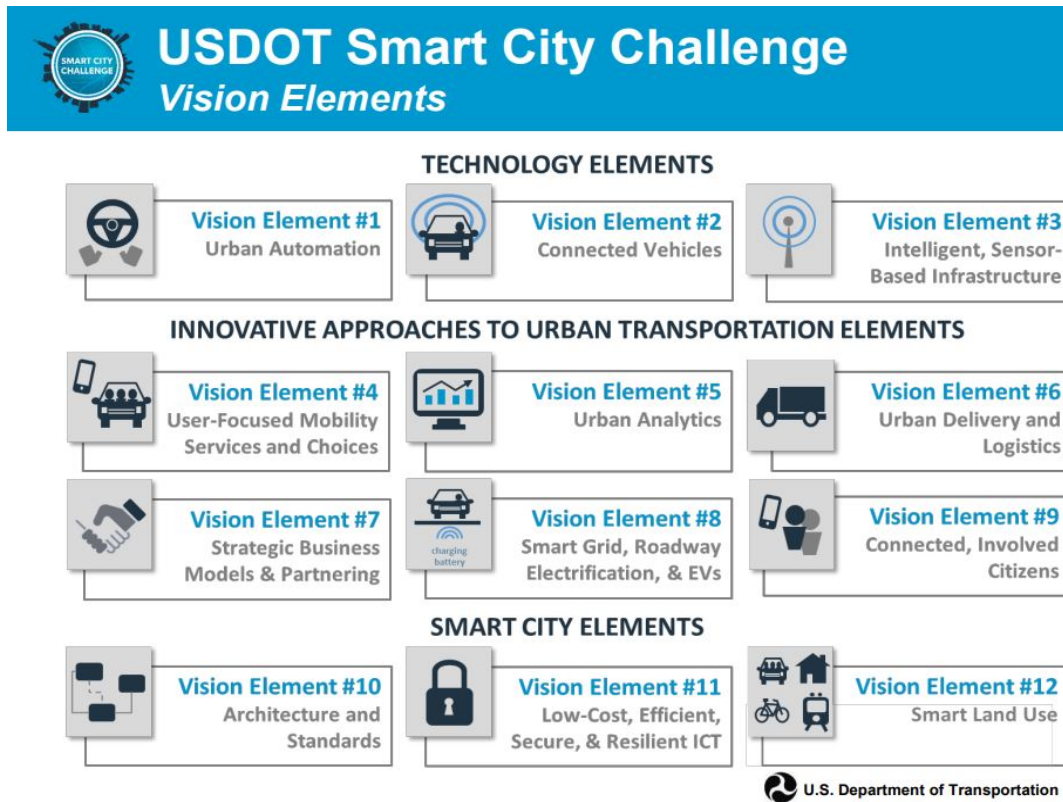 SMART CITY
CHALLENGE
USDOT Smart City Challenge
Vision Elements
TECHNOLOGY ELEMENTS
Vision Element #1
Urban Automation
Vision Element #2
Connected Vehicles
Vision Element #3
Intelligent, Sensor-
Based Infrastructure
INNOVATIVE APPROACHES TO URBAN TRANSPORTATION ELEMENTS
Vision Element #4
User-Focused Mobility
Services and Choices
Vision Element #5
Urban Analytics
Vision Element #6
Urban Delivery and
Logistics
Vision Element #7
Strategic Business
Models & Partnering
charging
battery
Vision Element #8
Smart Grid, Roadway
Electrification, & EVs
Vision Element #9
Connected, Involved
Citizens
SMART CITY ELEMENTS
Vision Element #10
Architecture and
Standards
Vision Element #11
Low-Cost, Efficient,
Secure, & Resilient ICT
Vision Element #12
Smart Land Use
U.S. Department of Transportation